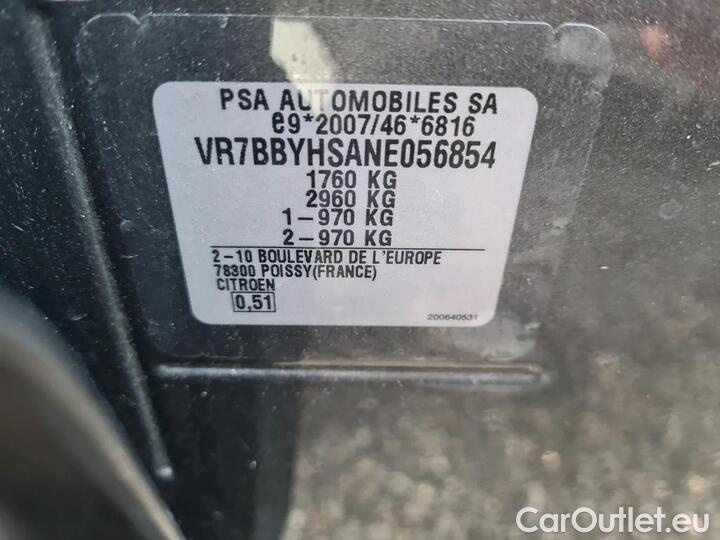 PSA AUTOMOBILES SA
e9*2007/46*6816
VR7BBYHSANE056854
1760 KG
2960 KG
1-970 KG
2-970 KG
2-10 BOULEVARD DE L'EUROPE
78300 POISSY(FRANCE)
CITROEN
0,51
200640531
CarOutlet.eu